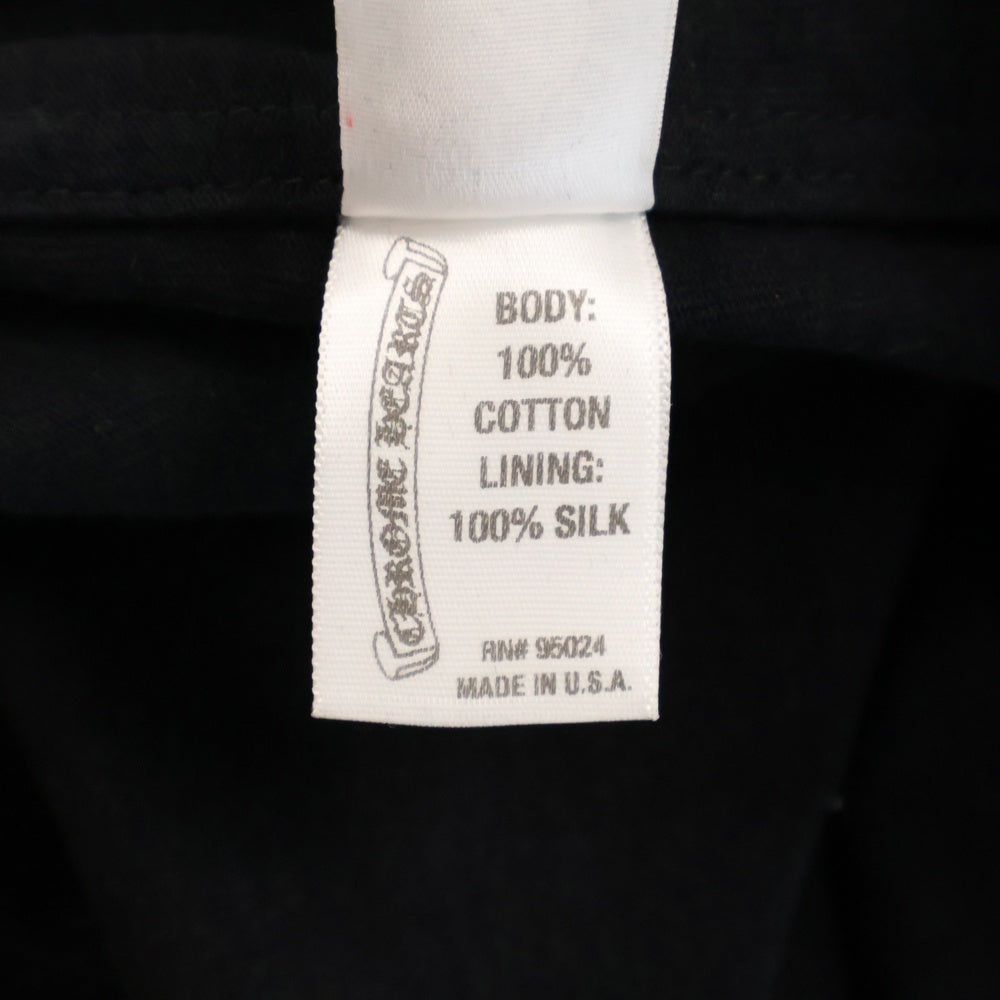 CHROME HEARTS
BODY:
100%
COTTON
LINING:
100% SILK
RN# 95024
MADE IN U.S.A.